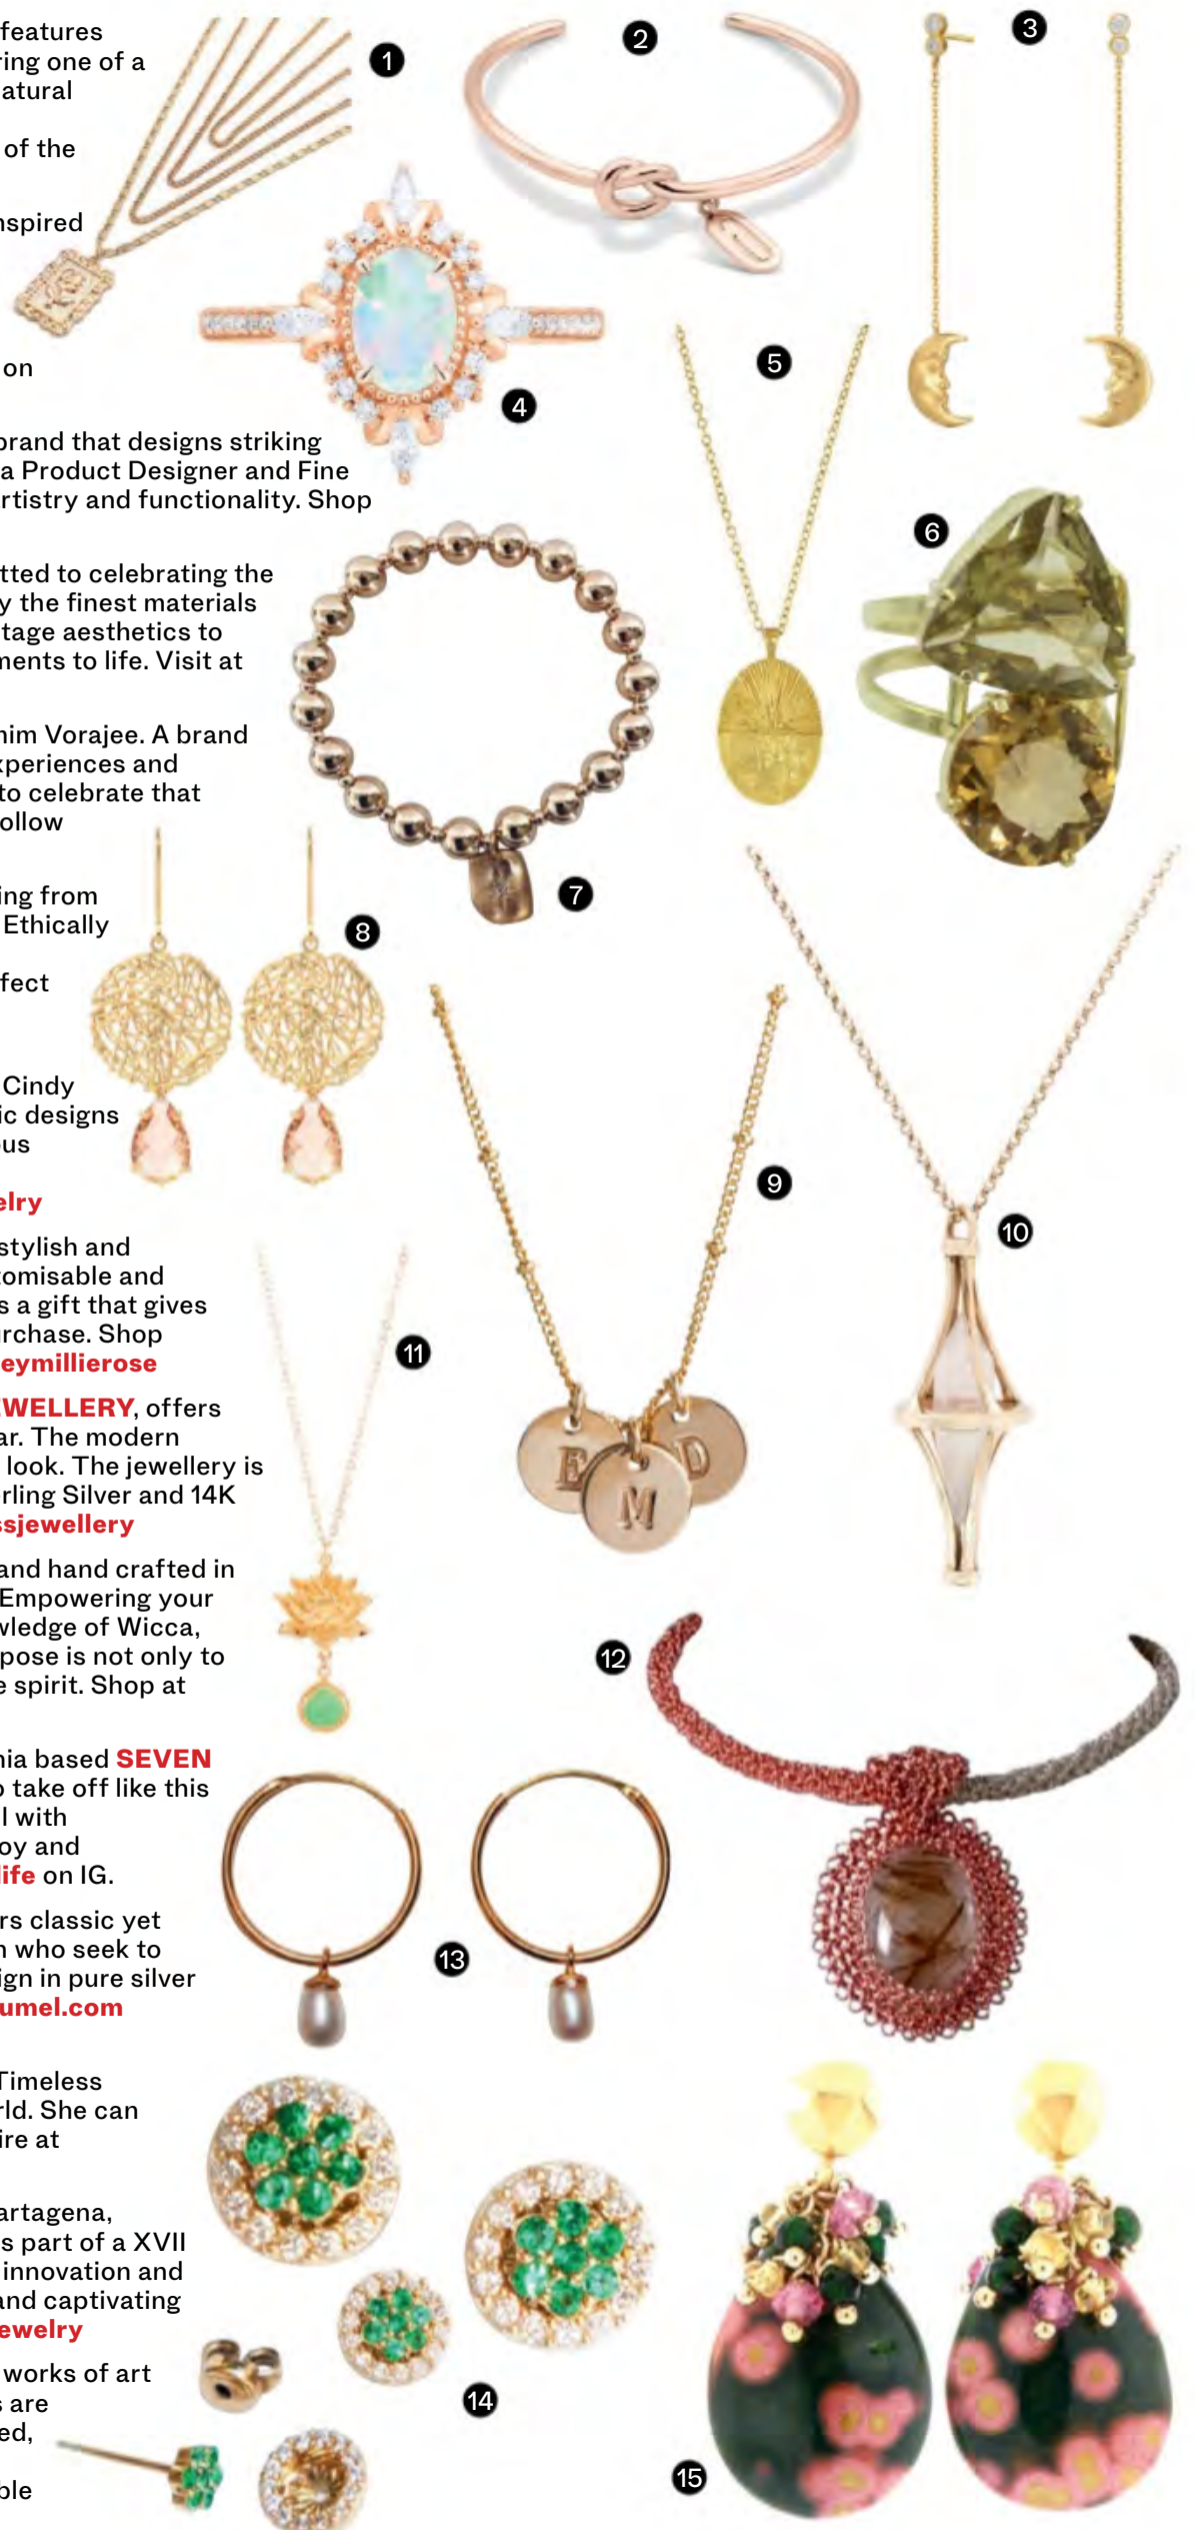 features
ring one of a
atural
of the
nspired
on
brand that designs striking
a Product Designer and Fine
rtistry and functionality. Shop
tted to celebrating the
y the finest materials
tage aesthetics to
ments to life. Visit at
nim Vorajee. A brand
xperiences and
to celebrate that
ollow
ing from
Ethically
fect
Cindy
ic designs
ous
elry
stylish and
tomisable and
s a gift that gives
urchase. Shop
eymillierose
EWELLERY, offers
ar. The modern
look. The jewellery is
erling Silver and 14K
ssjewellery
and hand crafted in
Empowering your
wledge of Wicca,
pose is not only to
e spirit. Shop at
nia based SEVEN
o take off like this
l with
oy and
life on IG.
rs classic yet
n who seek to
ign in pure silver
umel.com
Timeless
rld. She can
ire at
artagena,
s part of a XVII
innovation and
and captivating
ewelry
works of art
s are
ed,
ble
1
2
3
4
5
6
7
8
9
E M D
10
11
12
13
14
15